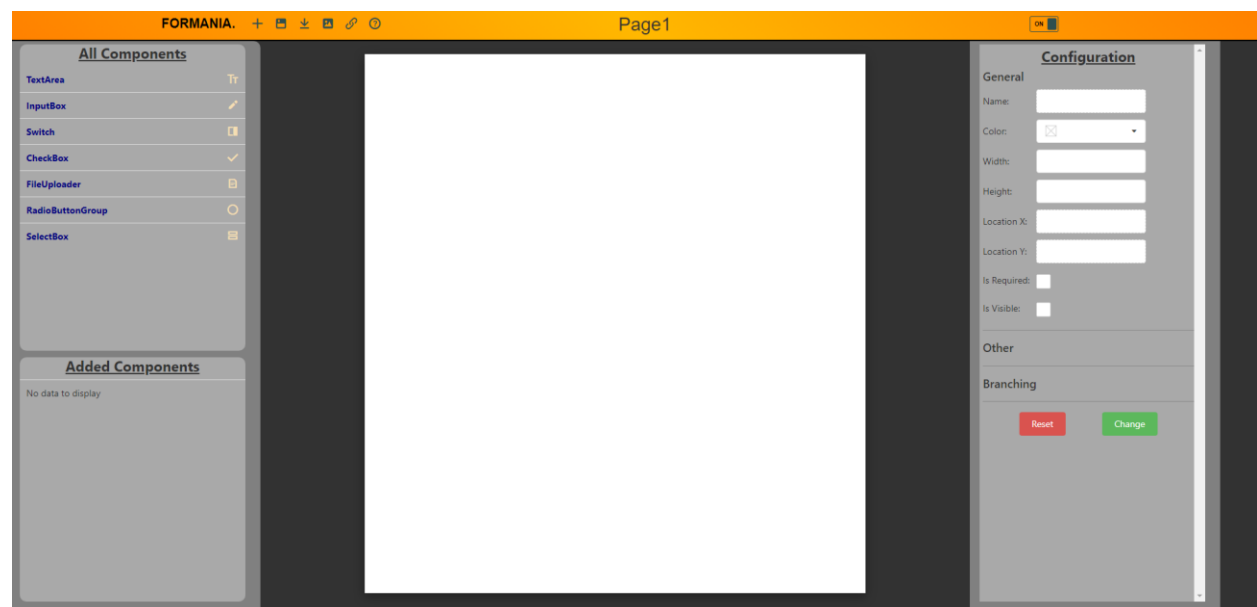 FORMANIA.
Page1
ON
All Components
TextArea
InputBox
Switch
CheckBox
FileUploader
RadioButtonGroup
SelectBox
Added Components
No data to display
Configuration
General
Name:
Color:
Width:
Height:
Location X:
Location Y:
Is Required:
Is Visible:
Other
Branching
Reset
Change